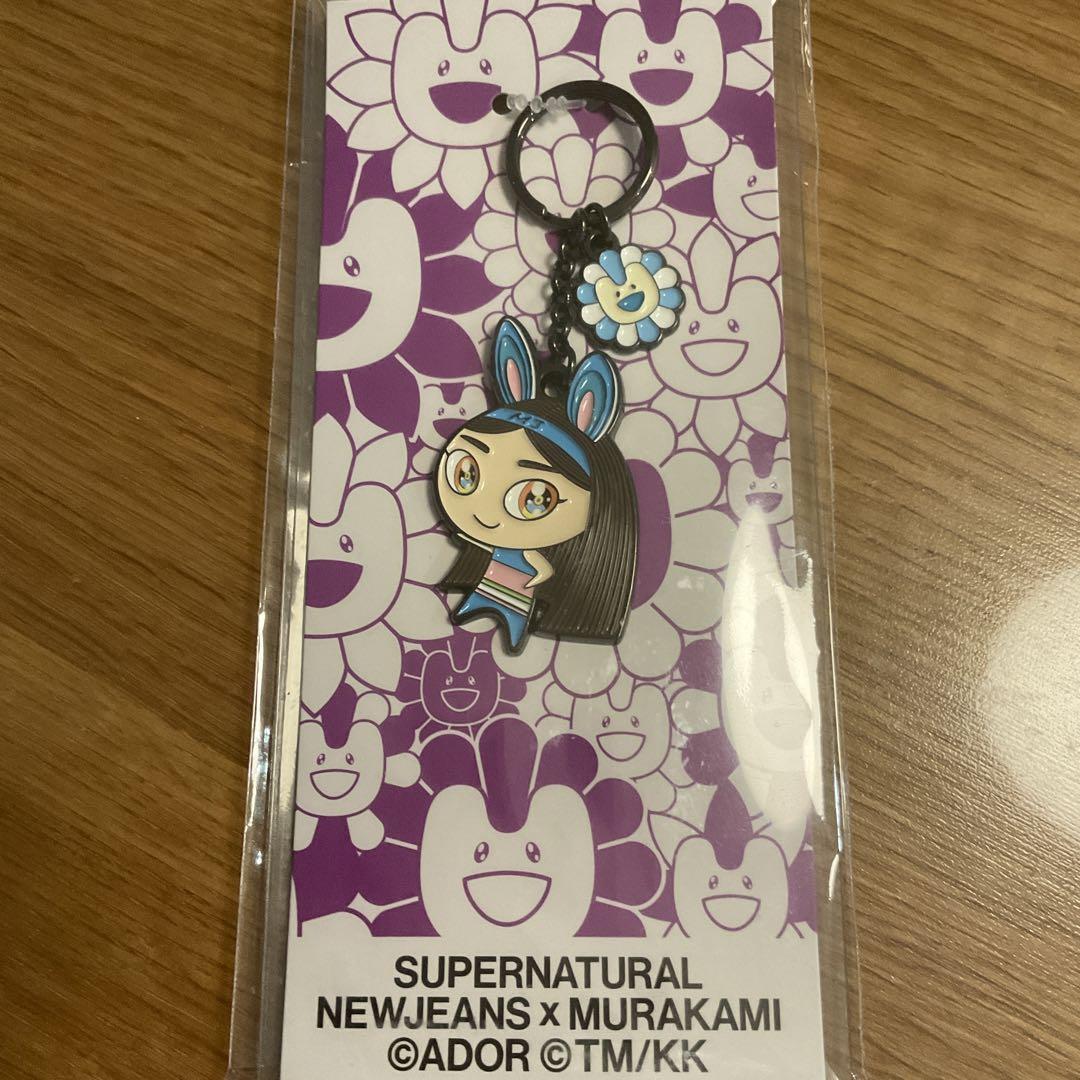 SUPERNATURAL
NEWJEANS x MURAKAMI
©ADOR ©TM/KK